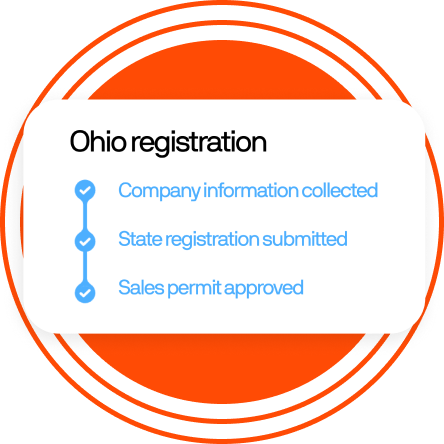 Ohio registration
Company information collected
State registration submitted
Sales permit approved